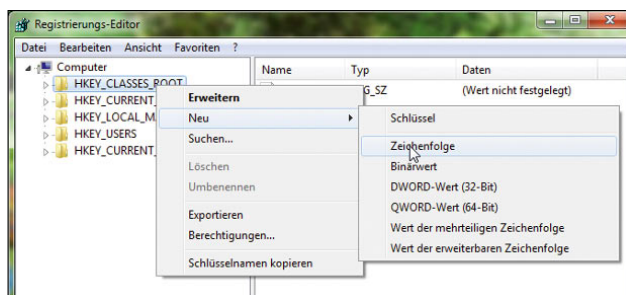 Registrierungs-Editor
Datei Bearbeiten Ansicht Favoriten ?
Computer
HKEY_CLASSES_ROOT
HKEY_CURRENT_
HKEY_LOCAL_M
HKEY_USERS
HKEY_CURRENT_
Name Typ Daten
G_SZ (Wert nicht festgelegt)
Erweitern
Neu
Suchen...
Löschen
Umbenennen
Exportieren
Berechtigungen...
Schlüsselnamen kopieren
Schlüssel
Zeichenfolge
Binärwert
DWORD-Wert (32-Bit)
QWORD-Wert (64-Bit)
Wert der mehrteiligen Zeichenfolge
Wert der erweiterbaren Zeichenfolge